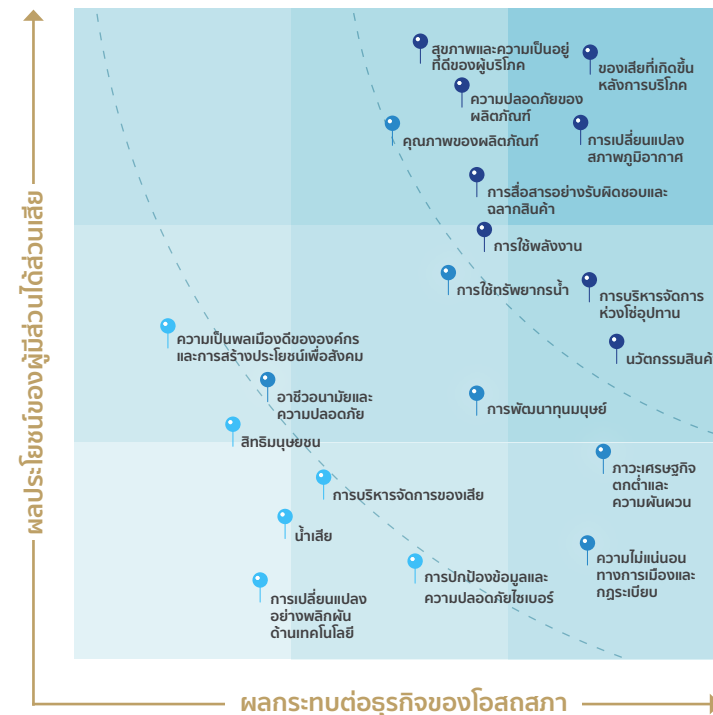 ผลประโยชน์ของผู้มีส่วนได้ส่วนเสีย
สุขภาพและความเป็นอยู่
ที่ดีของผู้บริโภค
ของเสียที่เกิดขึ้น
หลังการบริโภค
ความปลอดภัยของ
ผลิตภัณฑ์
คุณภาพของผลิตภัณฑ์
การเปลี่ยนแปลง
สภาพภูมิอากาศ
การสื่อสารอย่างรับผิดชอบและ
ฉลากสินค้า
การใช้พลังงาน
การใช้ทรัพยากรน้ำ
การบริหารจัดการ
ห่วงโซ่อุปทาน
ความเป็นพลเมืองดีขององค์กร
และการสร้างประโยชน์เพื่อสังคม
นวัตกรรมสินค้
อาชีวอนามัยและ
ความปลอดภัย
การพัฒนาทุนมนุษย์
สิทธิมนุษยชน
ภาวะเศรษฐกิจ
ตกต่ำและ
ความผันผวน
การบริหารจัดการของเสีย
น้ำเสีย
ความไม่แน่นอน
ทางการเมืองและ
กฎระเบียบ
การปกป้องข้อมูลและ
ความปลอดภัยไซเบอร์
การเปลี่ยนแปลง
อย่างพลิกผัน
ด้านเทคโนโลยี
ผลกระทบต่อธุรกิจของโอสถสภา